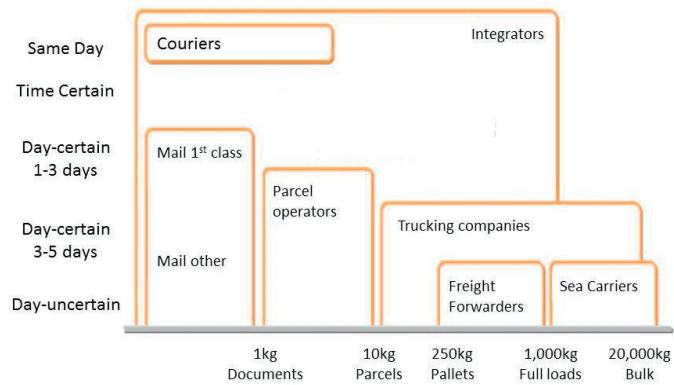 Same Day
Couriers
Integrators
Time Certain
Day-certain
1-3 days
Mail 1st class
Parcel
operators
Day-certain
3-5 days
Trucking companies
Mail other
Day-uncertain
Freight
Forwarders
Sea Carriers
1kg
Documents
10kg
Parcels
250kg
Pallets
1,000kg
Full loads
20,000kg
Bulk